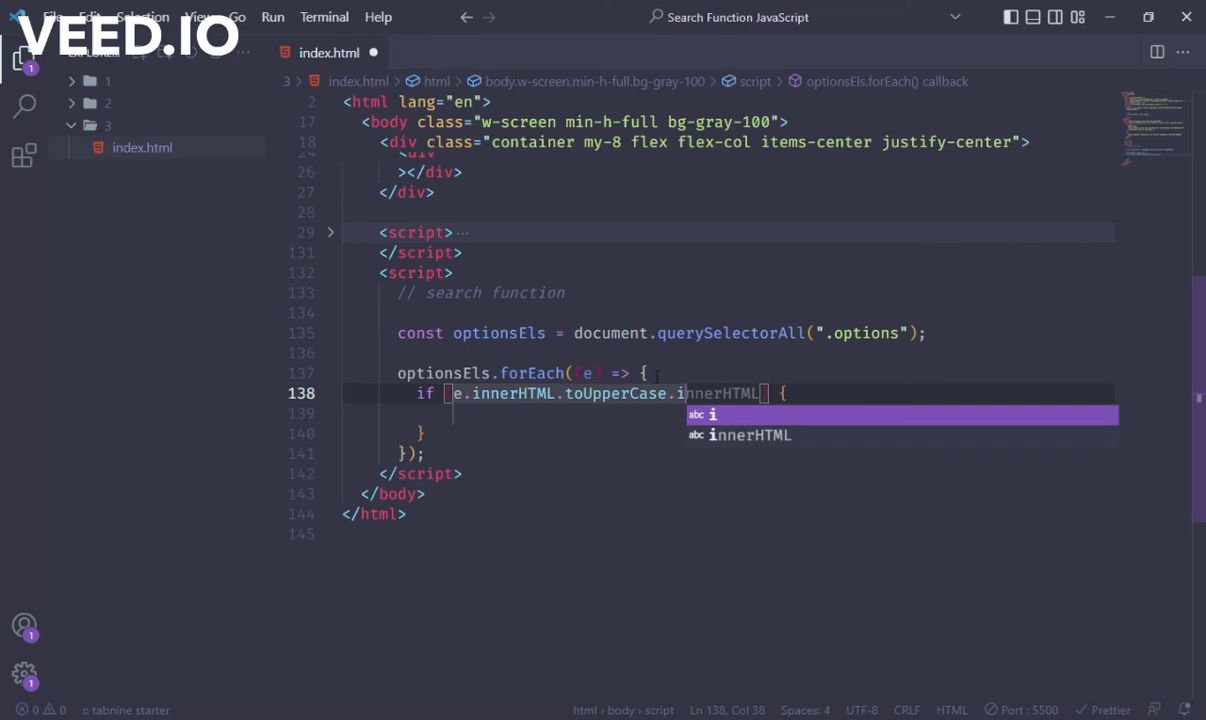 File Edit Selection View Go Run Terminal Help
Search Function JavaScript
VEED.IO
EXPLORE...
index.html
1
1
2
3
index.html
3 index.html html body.w-screen.min-h-full.bg-gray-100 script optionsEls.forEach() callback
2 <html lang="en">
17 <body class="w-screen min-h-full bg-gray-100">
18 <div class="container my-8 flex flex-col items-center justify-center">
24 <div
26 ></div>
27 </div>
28
29 <script>...
131 </script>
132 <script>
133 // search function
134
135 const optionsEls = document.querySelectorAll(".options");
136
137 optionsEls.forEach((e) => {
138 if (e.innerHTML.toUpperCase.innerHTML) {
abc i
139
abc innerHTML
140 }
141 });
142 </script>
143 </body>
144 </html>
145
1
1
0 0 tabnine starter html › body › script Ln 138, Col 38 Spaces: 4 UTF-8 CRLF HTML Port : 5500 Prettier